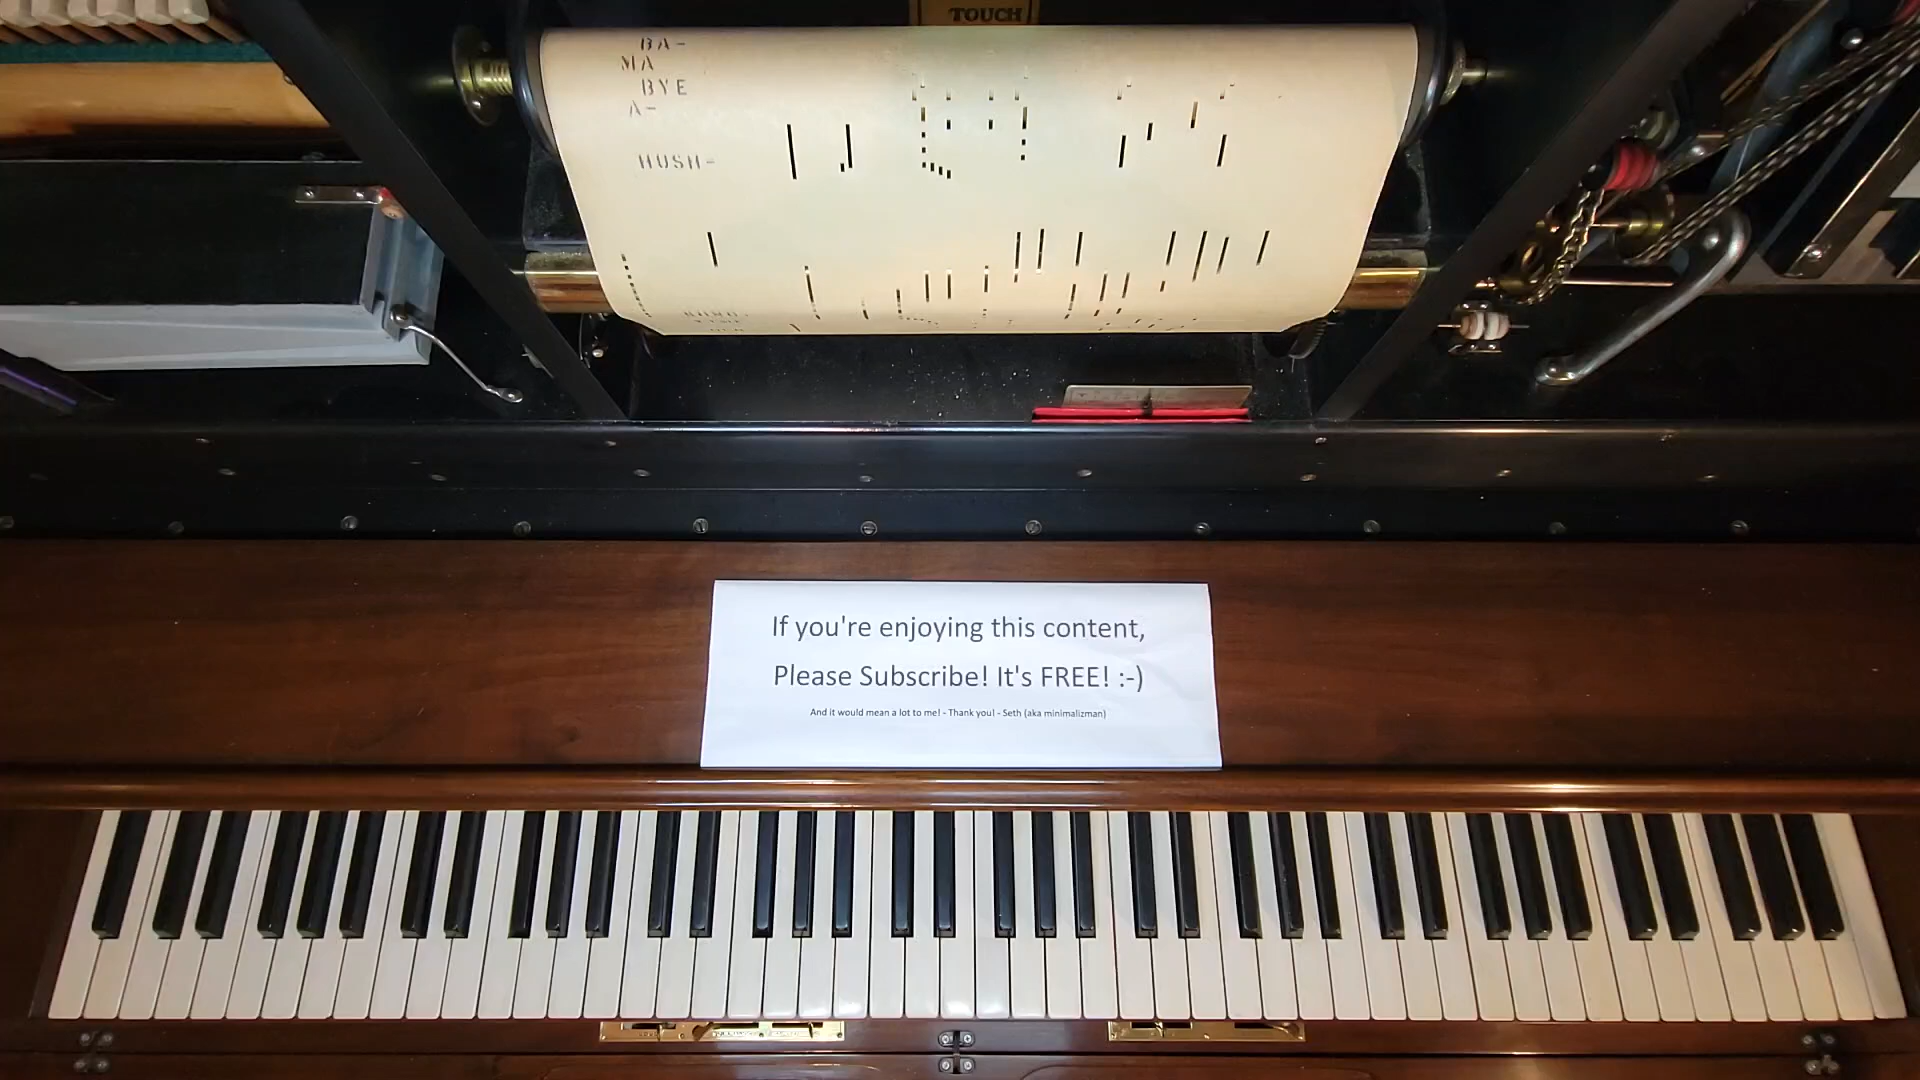 TOUCH
BA-
MA
BYE
A-
HUSH-
If you're enjoying this content,
Please Subscribe! It's FREE! :-)
And it would mean a lot to me! - Thank you! - Seth (aka minimalizman)